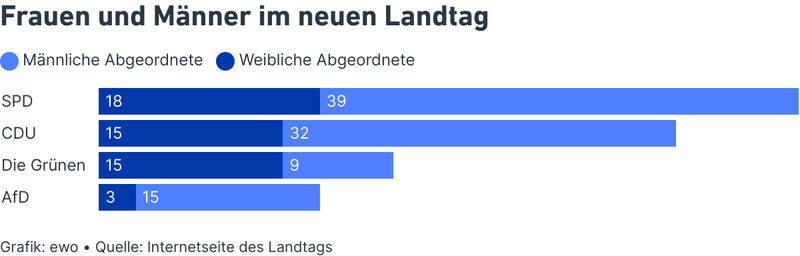 Frauen und Männer im neuen Landtag
Männliche Abgeordnete Weibliche Abgeordnete
SPD 18 39
CDU 15 32
Die Grünen 15 9
AfD 3 15
Grafik: ewo • Quelle: Internetseite des Landtags